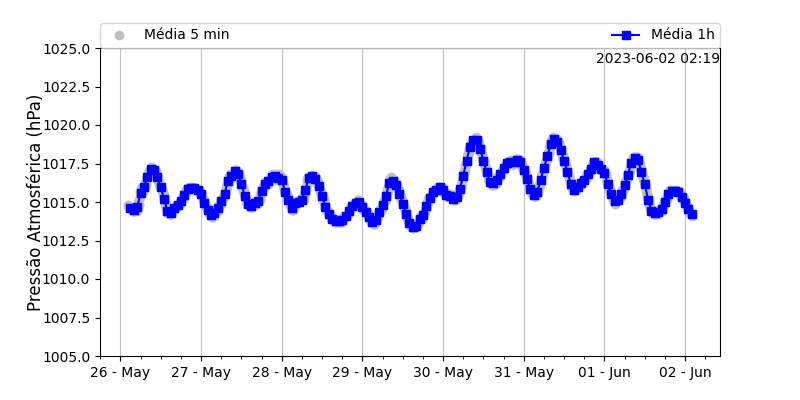 Média 5 min
Média 1h
2023-06-02 02:19
Pressão Atmosférica (hPa)
1025.0
1022.5
1020.0
1017.5
1015.0
1012.5
1010.0
1007.5
1005.0
26 - May
27 - May
28 - May
29 - May
30 - May
31 - May
01 - Jun
02 - Jun